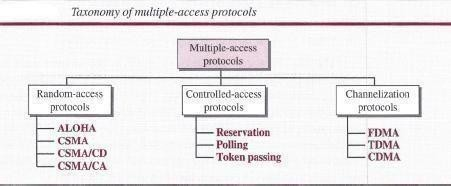 Taxonomy of multiple-access protocols
Multiple-access
protocols
Random-access
protocols
Controlled-access
protocols
Channelization
protocols
ALOHA
CSMA
CSMA/CD
CSMA/CA
Reservation
Polling
Token passing
FDMA
TDMA
CDMA